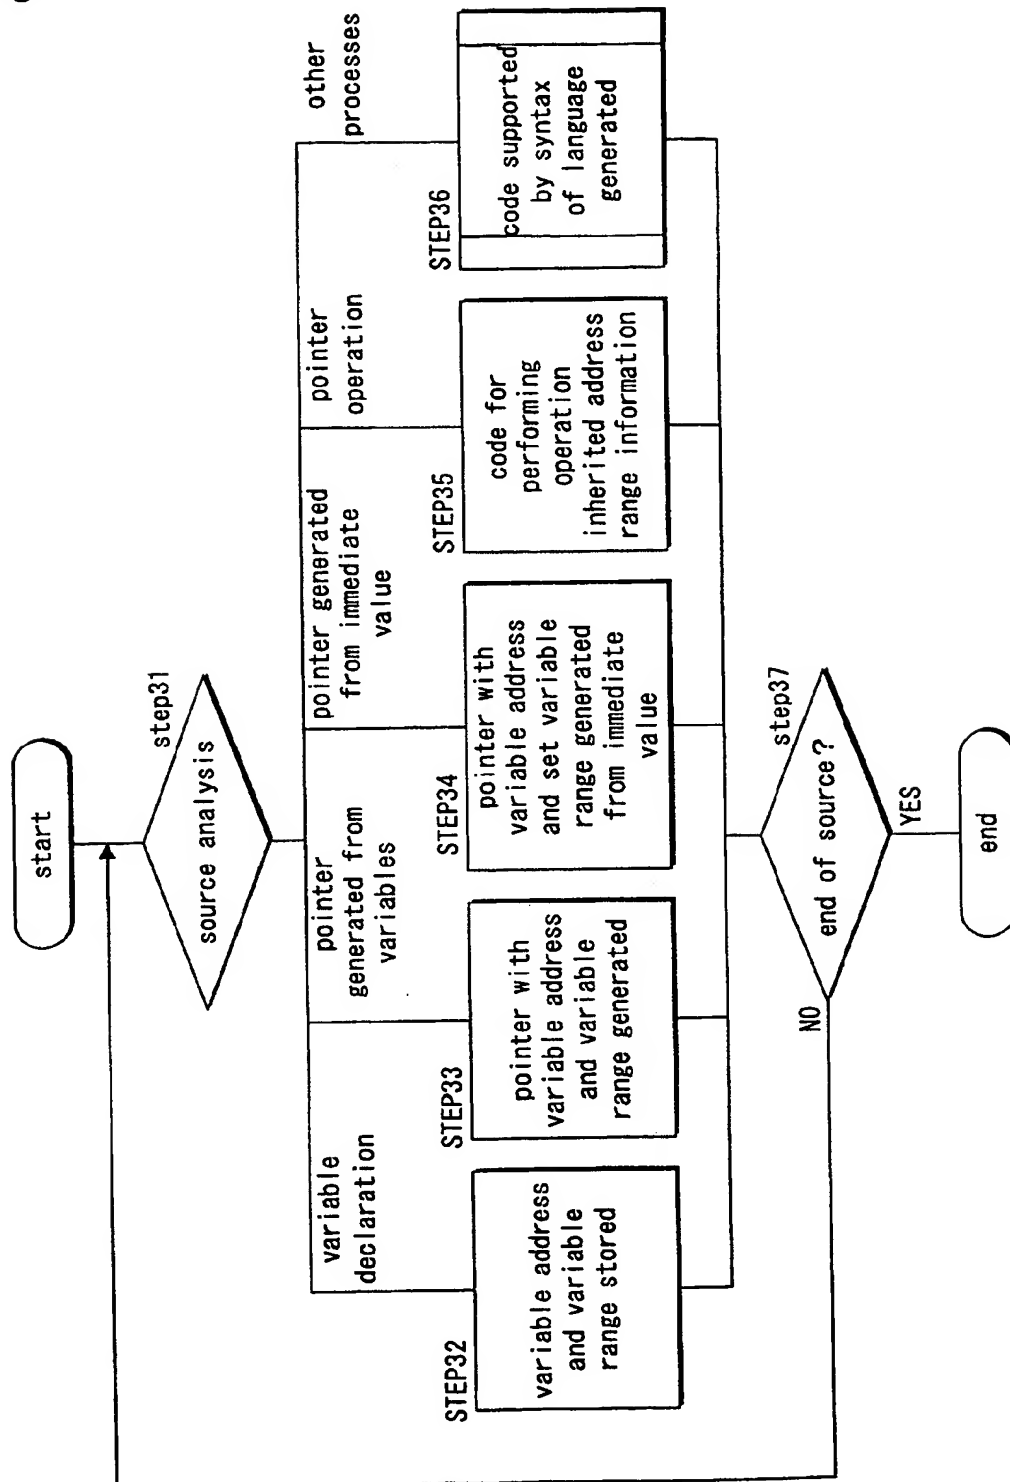 start
step31
source analysis
variable
declaration
pointer
generated from
variables
pointer generated
from immediate
value
pointer
operation
other
processes
STEP32
variable address
and variable
range stored
STEP33
pointer with
variable address
and variable
range generated
STEP34
pointer with
variable address
and set variable
range generated
from immediate
value
STEP35
code for
performing
operation
inherited address
range information
STEP36
code supported
by syntax
of language
generated
step37
end of source?
NO
YES
end